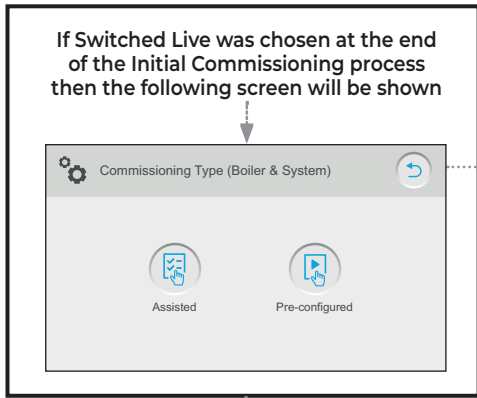 If Switched Live was chosen at the end
of the Initial Commissioning process
then the following screen will be shown
Commissioning Type (Boiler & System)
Assisted
Pre-configured